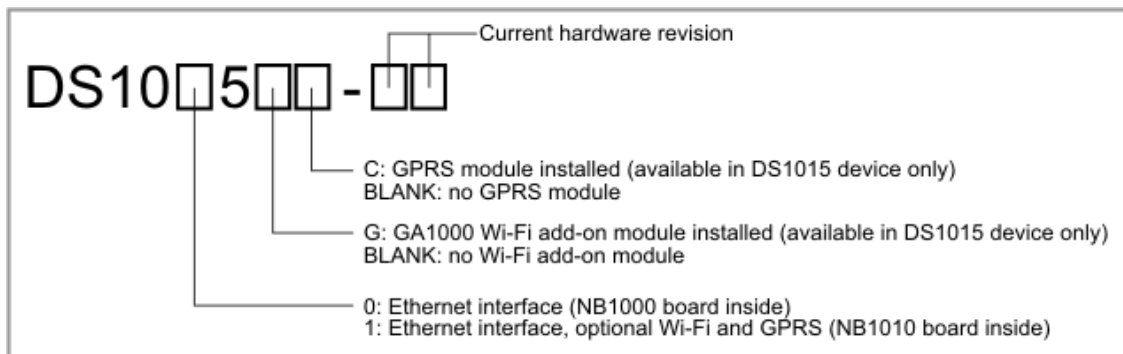 Current hardware revision
DS10□5□□-□□
C: GPRS module installed (available in DS1015 device only)
BLANK: no GPRS module
G: GA1000 Wi-Fi add-on module installed (available in DS1015 device only)
BLANK: no Wi-Fi add-on module
0: Ethernet interface (NB1000 board inside)
1: Ethernet interface, optional Wi-Fi and GPRS (NB1010 board inside)